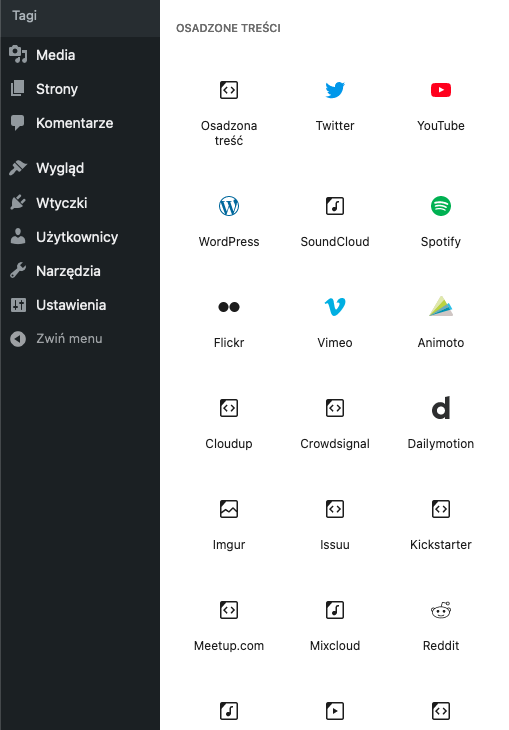 Tagi
Media
Strony
Komentarze
Wygląd
Wtyczki
Użytkownicy
Narzędzia
Ustawienia
Zwiń menu
OSADZONE TREŚCI
Osadzona
treść
Twitter
YouTube
WordPress
SoundCloud
Spotify
Flickr
Vimeo
Animoto
Cloudup
Crowdsignal
Dailymotion
Imgur
Issuu
Kickstarter
Meetup.com
Mixcloud
Reddit